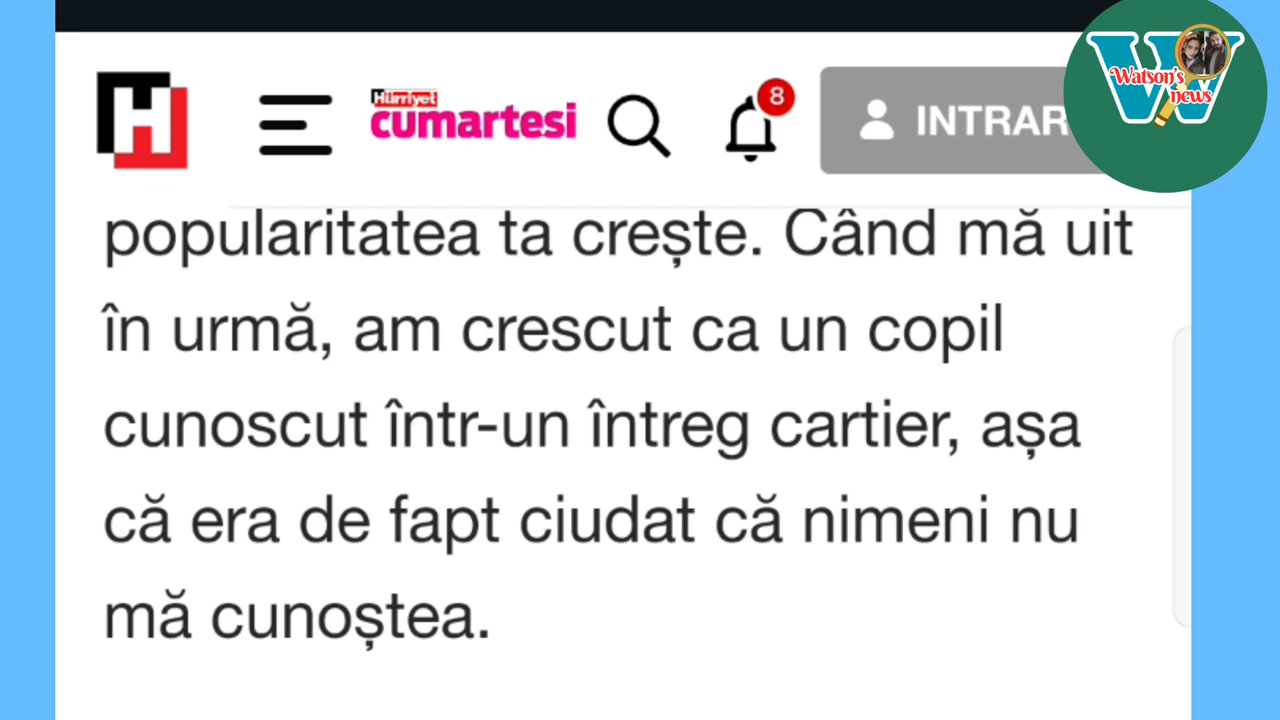 H
Hürriyet
cumartesi
8
INTRAR
W
Watson's
news
popularitatea ta crește. Când mă uit
în urmă, am crescut ca un copil
cunoscut într-un întreg cartier, așa
că era de fapt ciudat că nimeni nu
mă cunoștea.